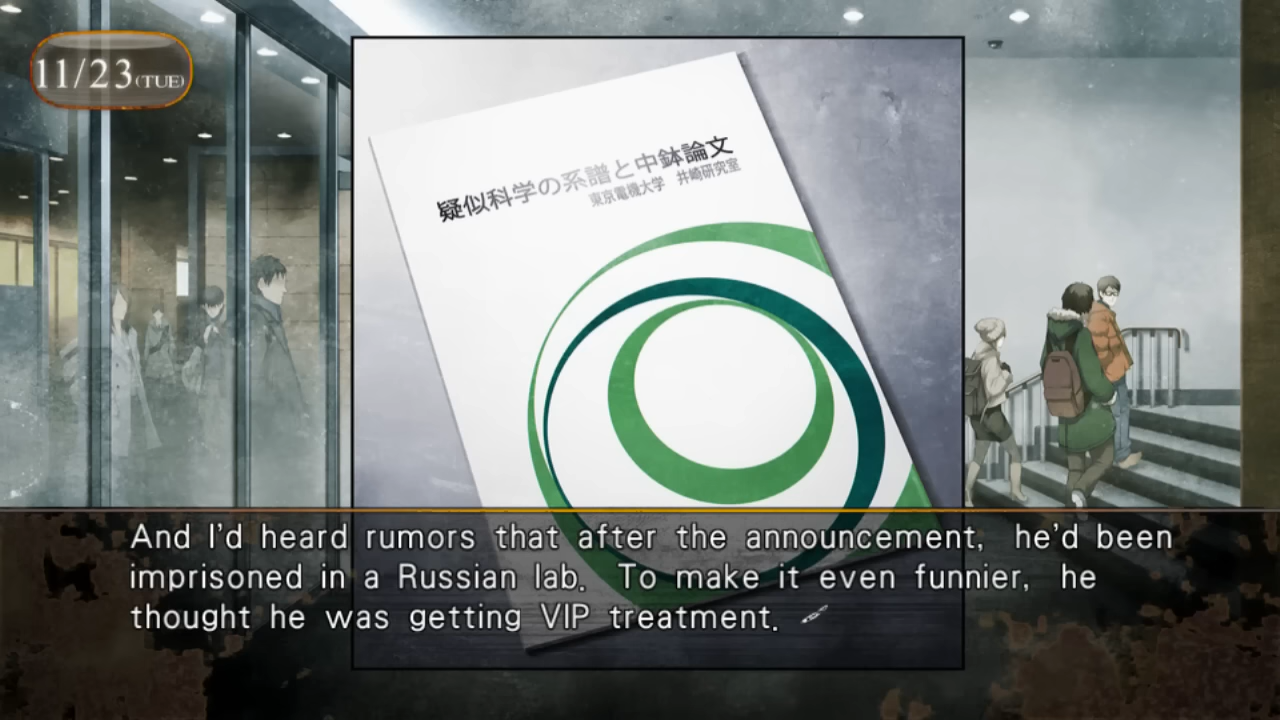 11/23(TUE)
疑似科学の系譜と中鉢論文
東京電機大学　井崎研究室
And I'd heard rumors that after the announcement, he'd been
imprisoned in a Russian lab. To make it even funnier, he
thought he was getting VIP treatment.